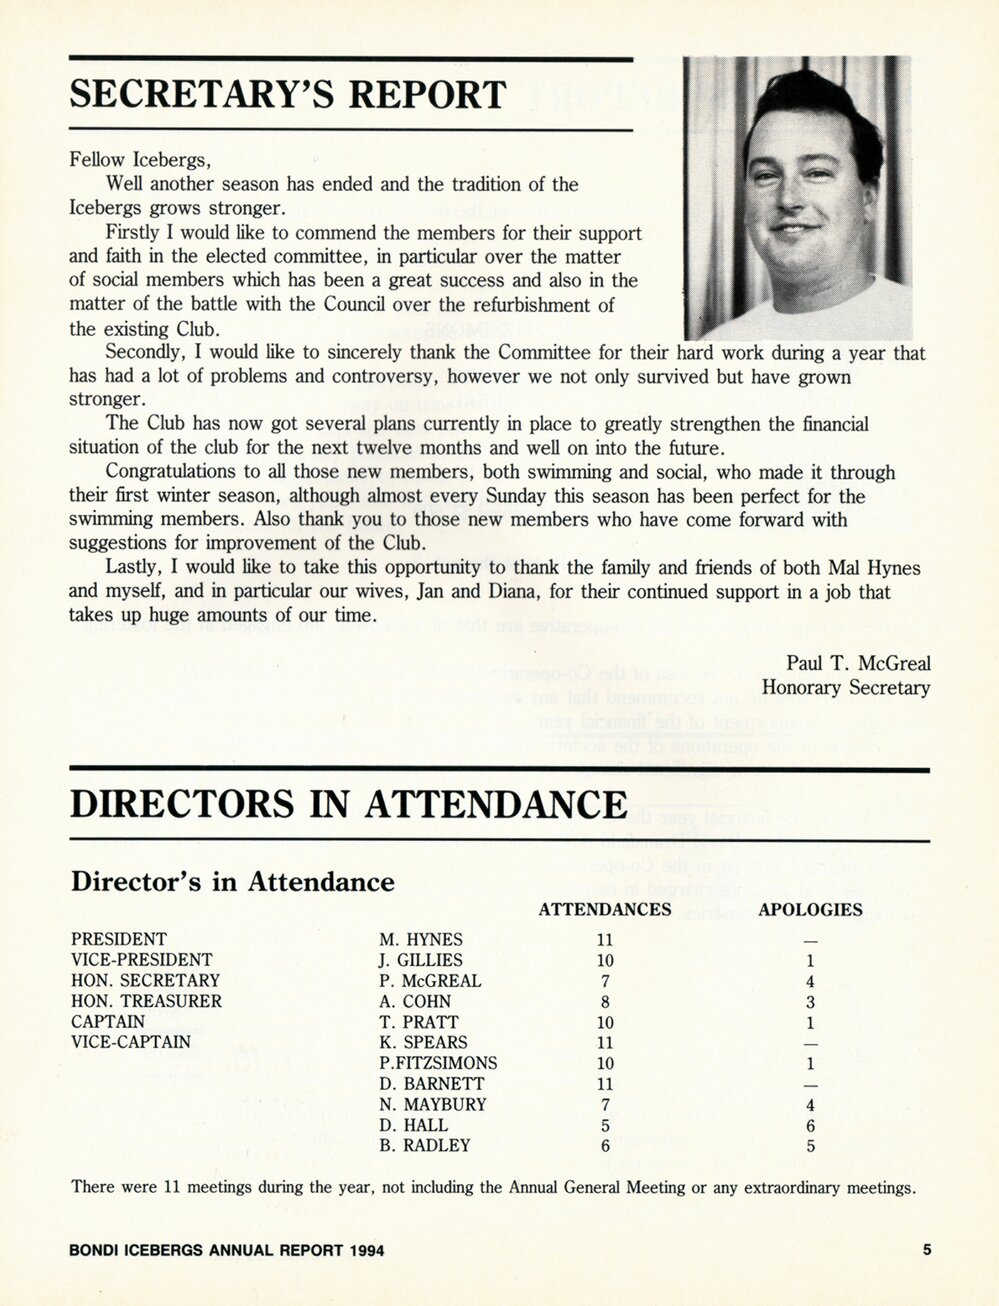 SECRETARY'S REPORT
Fellow Icebergs,
Well another season has ended and the tradition of the
Icebergs grows stronger.
Firstly I would like to commend the members for their support
and faith in the elected committee, in particular over the matter
of social members which has been a great success and also in the
matter of the battle with the Council over the refurbishment of
the existing Club.
Secondly, I would like to sincerely thank the Committee for their hard work during a year that
has had a lot of problems and controversy, however we not only survived but have grown
stronger.
The Club has now got several plans currently in place to greatly strengthen the financial
situation of the club for the next twelve months and well on into the future.
Congratulations to all those new members, both swimming and social, who made it through
their first winter season, although almost every Sunday this season has been perfect for the
swimming members. Also thank you to those new members who have come forward with
suggestions for improvement of the Club.
Lastly, I would like to take this opportunity to thank the family and friends of both Mal Hynes
and myself, and in particular our wives, Jan and Diana, for their continued support in a job that
takes up huge amounts of our time.
Paul T. McGreal
Honorary Secretary
DIRECTORS IN ATTENDANCE
Director's in Attendance
ATTENDANCES APOLOGIES
PRESIDENT M. HYNES 11 —
VICE-PRESIDENT J. GILLIES 10 1
HON. SECRETARY P. McGREAL 7 4
HON. TREASURER A. COHN 8 3
CAPTAIN T. PRATT 10 1
VICE-CAPTAIN K. SPEARS 11 —
P.FITZSIMONS 10 1
D. BARNETT 11 —
N. MAYBURY 7 4
D. HALL 5 6
B. RADLEY 6 5
There were 11 meetings during the year, not including the Annual General Meeting or any extraordinary meetings.
BONDI ICEBERGS ANNUAL REPORT 1994 5